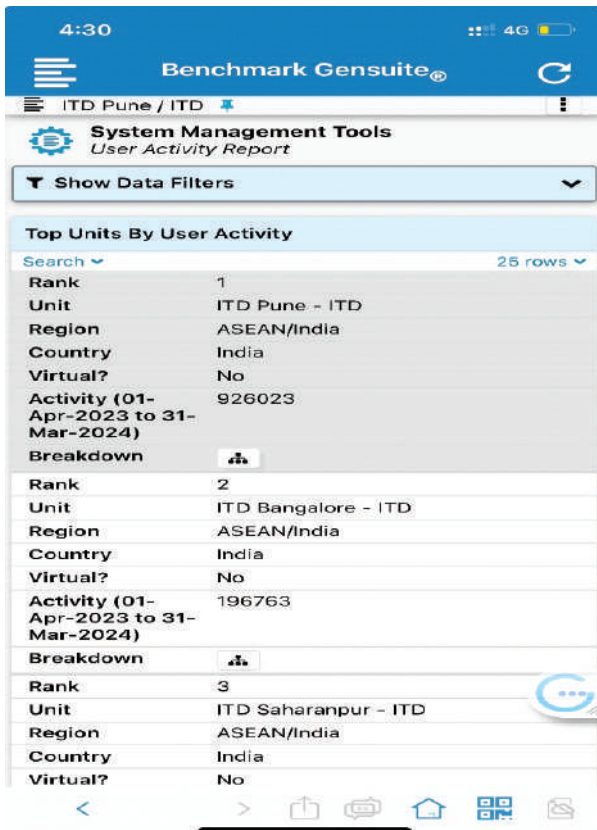 4:30 4G
Benchmark Gensuite®
ITD Pune / ITD
System Management Tools
User Activity Report
Show Data Filters
Top Units By User Activity
Search 25 rows
Rank 1
Unit ITD Pune - ITD
Region ASEAN/India
Country India
Virtual? No
Activity (01- 926023
Apr-2023 to 31-
Mar-2024)
Breakdown
Rank 2
Unit ITD Bangalore - ITD
Region ASEAN/India
Country India
Virtual? No
Activity (01- 196763
Apr-2023 to 31-
Mar-2024)
Breakdown
Rank 3
Unit ITD Saharanpur - ITD
Region ASEAN/India
Country India
Virtual? No